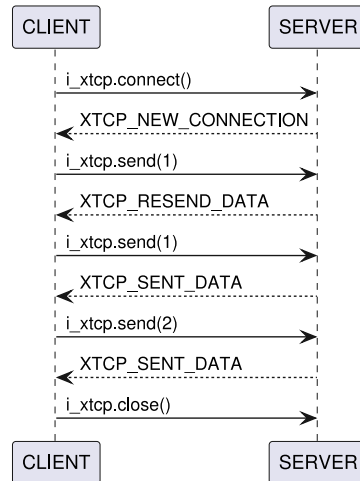 CLIENT
SERVER
i_xtcp.connect()
XTCP_NEW_CONNECTION
i_xtcp.send(1)
XTCP_RESEND_DATA
i_xtcp.send(1)
XTCP_SENT_DATA
i_xtcp.send(2)
XTCP_SENT_DATA
i_xtcp.close()
CLIENT
SERVER